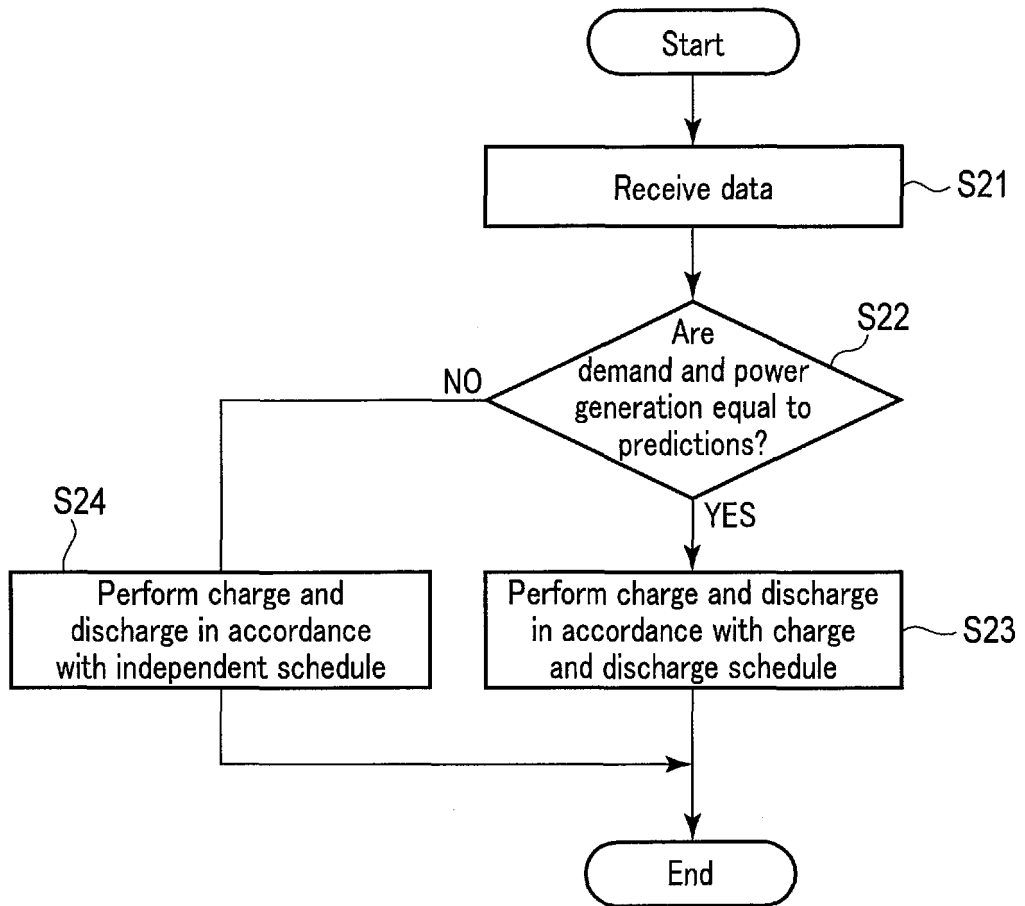 Start
Receive data
S21
Are
demand and power
generation equal to
predictions?
S22
NO
YES
S24
Perform charge and
discharge in accordance
with independent schedule
Perform charge and discharge
in accordance with charge
and discharge schedule
S23
End